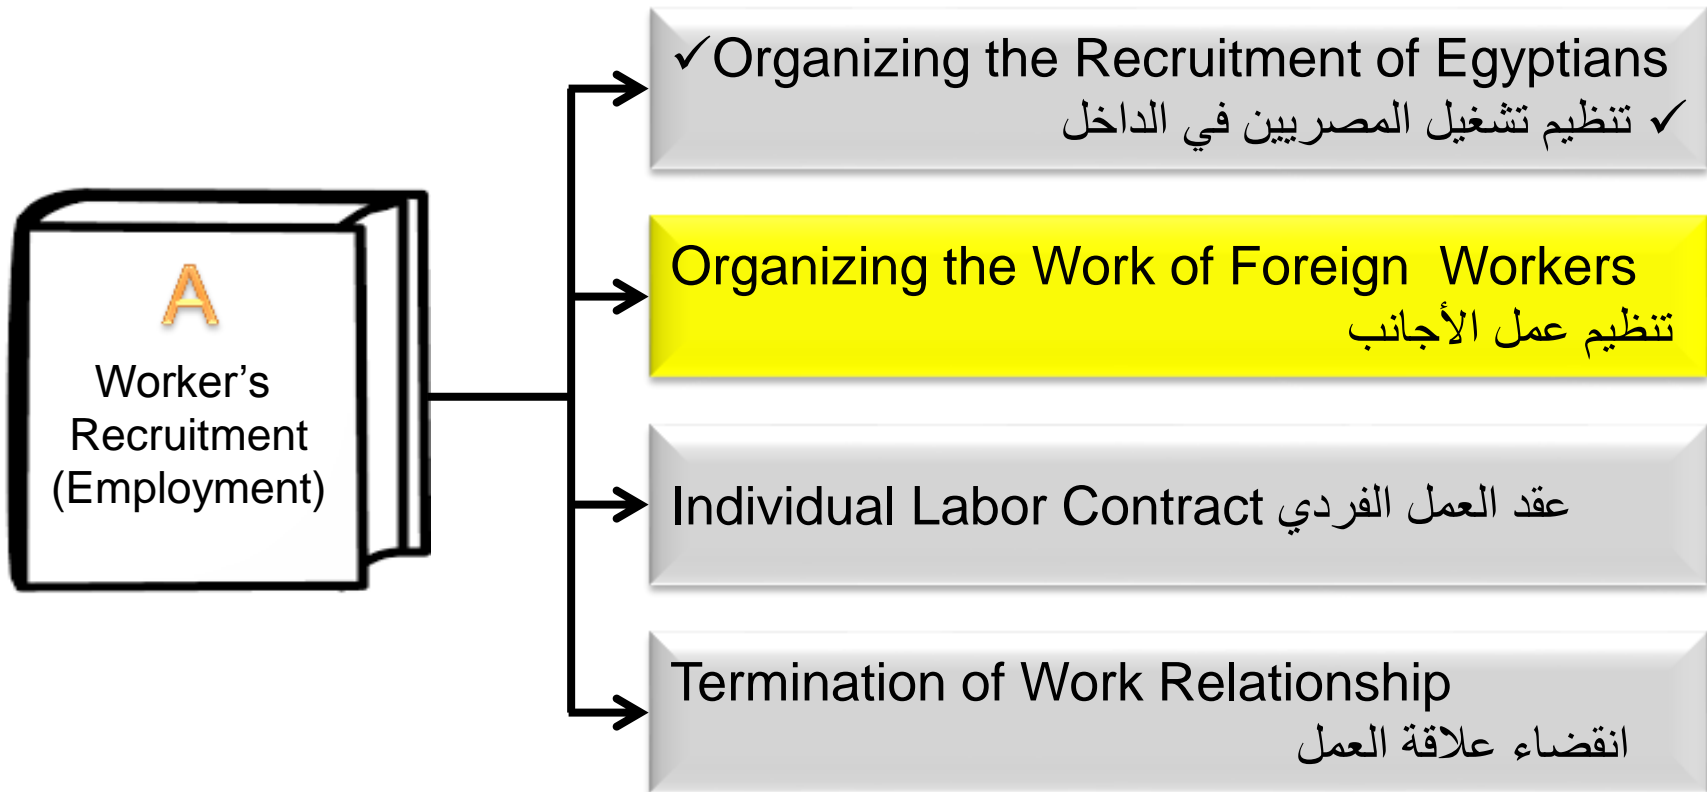 A
Worker’s
Recruitment
(Employment)
✓Organizing the Recruitment of Egyptians
✓ تنظيم تشغيل المصريين في الداخل
Organizing the Work of Foreign Workers
تنظيم عمل الأجانب
Individual Labor Contract عقد العمل الفردي
Termination of Work Relationship
انقضاء علاقة العمل